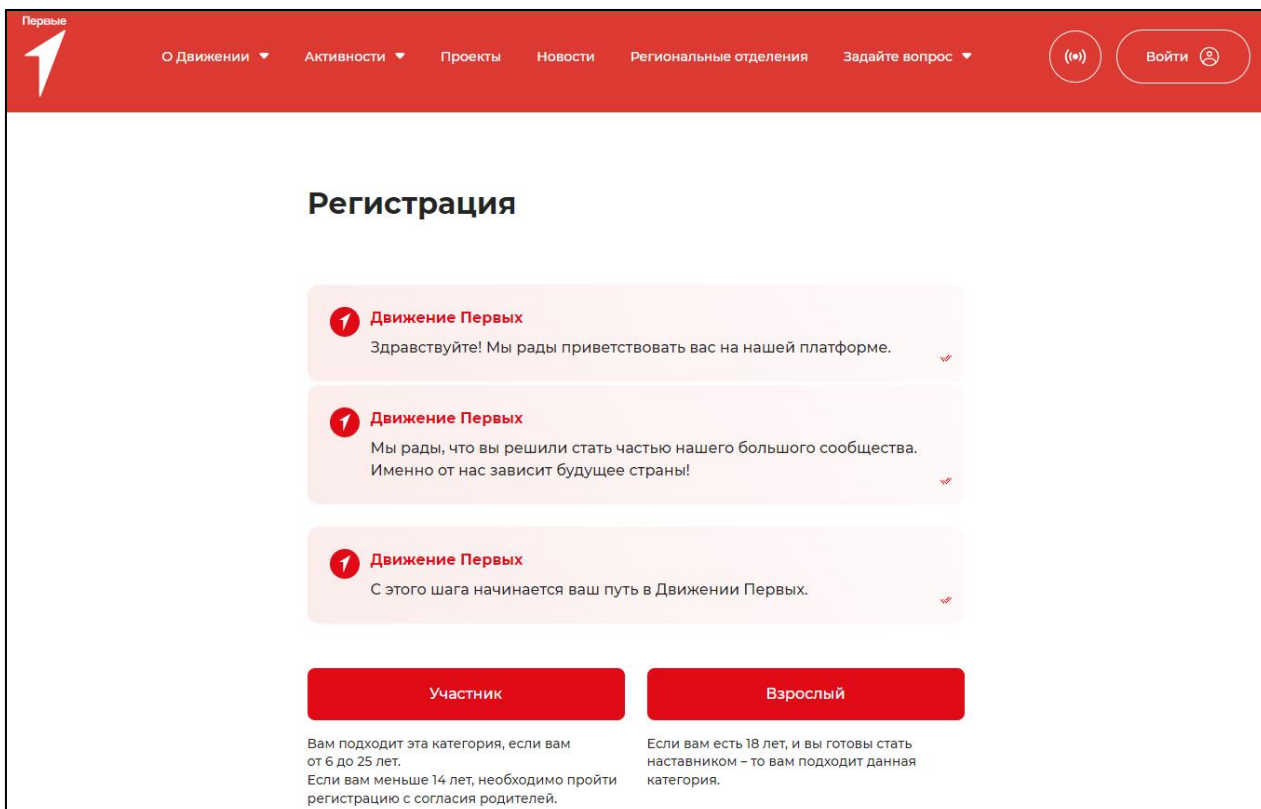 Первые
О Движении
Активности
Проекты
Новости
Региональные отделения
Задайте вопрос
Войти
Регистрация
Движение Первых
Здравствуйте! Мы рады приветствовать вас на нашей платформе.
Движение Первых
Мы рады, что вы решили стать частью нашего большого сообщества.
Именно от нас зависит будущее страны!
Движение Первых
С этого шага начинается ваш путь в Движении Первых.
Участник
Взрослый
Вам подходит эта категория, если вам
от 6 до 25 лет.
Если вам меньше 14 лет, необходимо пройти
регистрацию с согласия родителей.
Если вам есть 18 лет, и вы готовы стать
наставником – то вам подходит данная
категория.